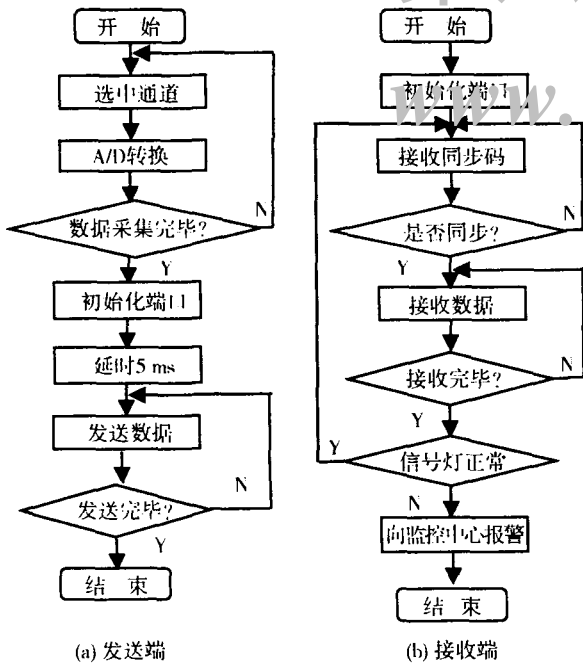 开 始
选中通道
A/D转换
数据采集完毕?
N
Y
初始化端口
延时5 ms
发送数据
N
发送完毕?
Y
结 束
(a) 发送端
开 始
初始化端口
www.
接收同步码
N
是否同步?
Y
接收数据
N
接收完毕?
Y
Y
信号灯正常
N
向监控中心报警
结 束
(b) 接收端